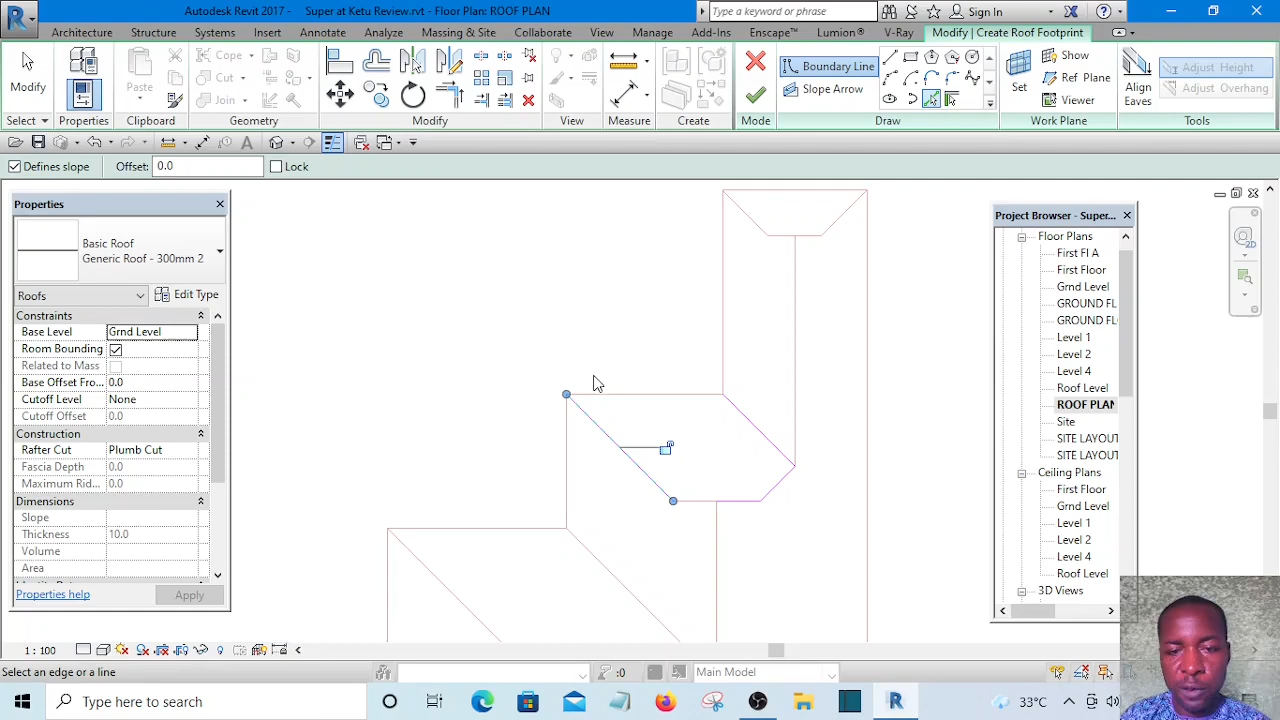 Autodesk Revit 2017 - Super at Ketu Review.rvt - Floor Plan: ROOF PLAN
Type a keyword or phrase
Sign In
Architecture Structure Systems Insert Annotate Analyze Massing & Site Collaborate View Manage Add-Ins Enscape™ Lumion® V-Ray Modify | Create Roof Footprint
Modify
Paste
Cope
Cut
Join
Boundary Line
Slope Arrow
Set
Show
Ref Plane
Viewer
Align
Eaves
Adjust Height
Adjust Overhang
Select Properties Clipboard Geometry Modify View Measure Create Mode Draw Work Plane Tools
Defines slope Offset: 0.0 Lock
Properties
Basic Roof
Generic Roof - 300mm 2
Roofs Edit Type
Constraints
Base Level Grnd Level
Room Bounding
Related to Mass
Base Offset Fro... 0.0
Cutoff Level None
Cutoff Offset 0.0
Construction
Rafter Cut Plumb Cut
Fascia Depth 0.0
Maximum Rid... 0.0
Dimensions
Slope
Thickness 10.0
Volume
Area
Properties help Apply
Project Browser - Super...
Floor Plans
First Fl A
First Floor
Grnd Level
GROUND FL
GROUND FL
Level 1
Level 2
Level 4
Roof Level
ROOF PLAN
Site
SITE LAYOUT
SITE LAYOUT
Ceiling Plans
First Floor
Grnd Level
Level 1
Level 2
Level 4
Roof Level
3D Views
2D
1 : 100
Select an edge or a line
:0
Main Model
Type here to search
33°C